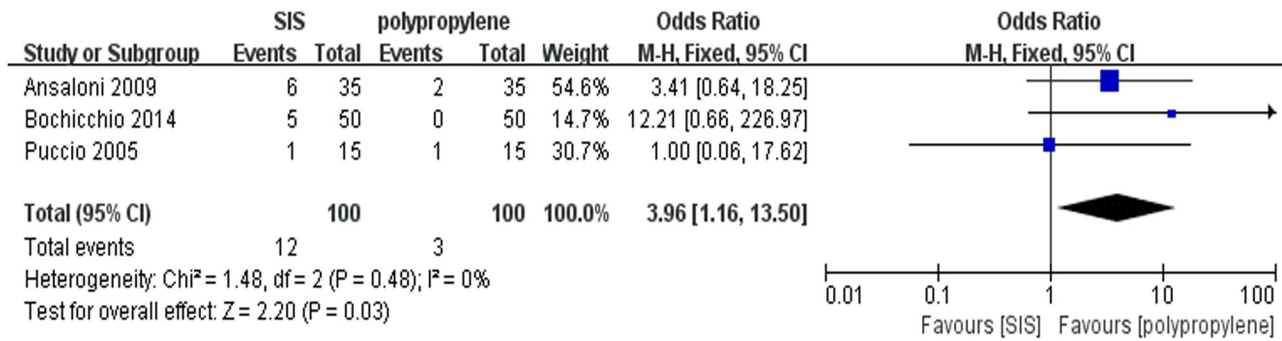 SIS polypropylene Odds Ratio Odds Ratio
Study or Subgroup Events Total Events Total Weight M-H, Fixed, 95% CI M-H, Fixed, 95% CI
Ansaloni 2009 6 35 2 35 54.6% 3.41 [0.64, 18.25]
Bochicchio 2014 5 50 0 50 14.7% 12.21 [0.66, 226.97]
Puccio 2005 1 15 1 15 30.7% 1.00 [0.06, 17.62]
Total (95% CI) 100 100 100.0% 3.96 [1.16, 13.50]
Total events 12 3
Heterogeneity: Chi² = 1.48, df = 2 (P = 0.48); I² = 0%
Test for overall effect: Z = 2.20 (P = 0.03)
0.01 0.1 1 10 100
Favours [SIS] Favours [polypropylene]